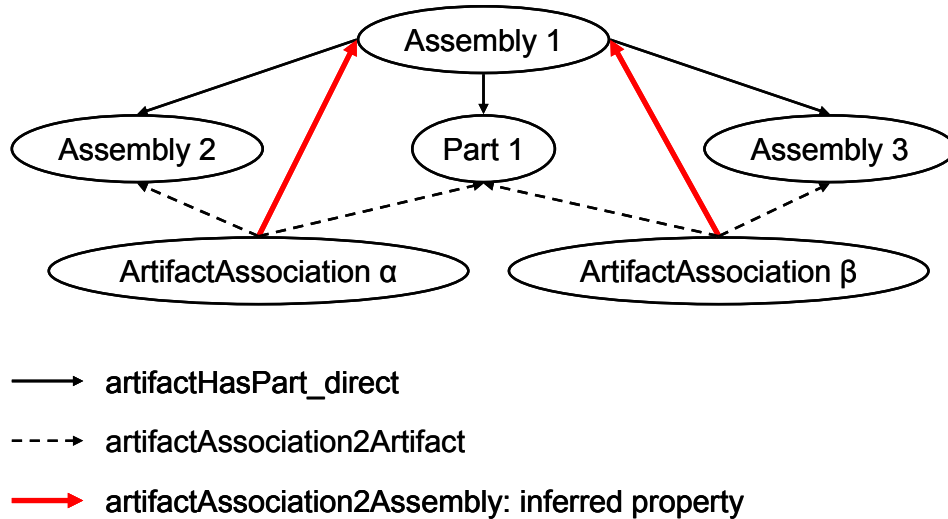 Assembly 1
Assembly 2
Part 1
Assembly 3
ArtifactAssociation α
ArtifactAssociation β
artifactHasPart_direct
artifactAssociation2Artifact
artifactAssociation2Assembly: inferred property